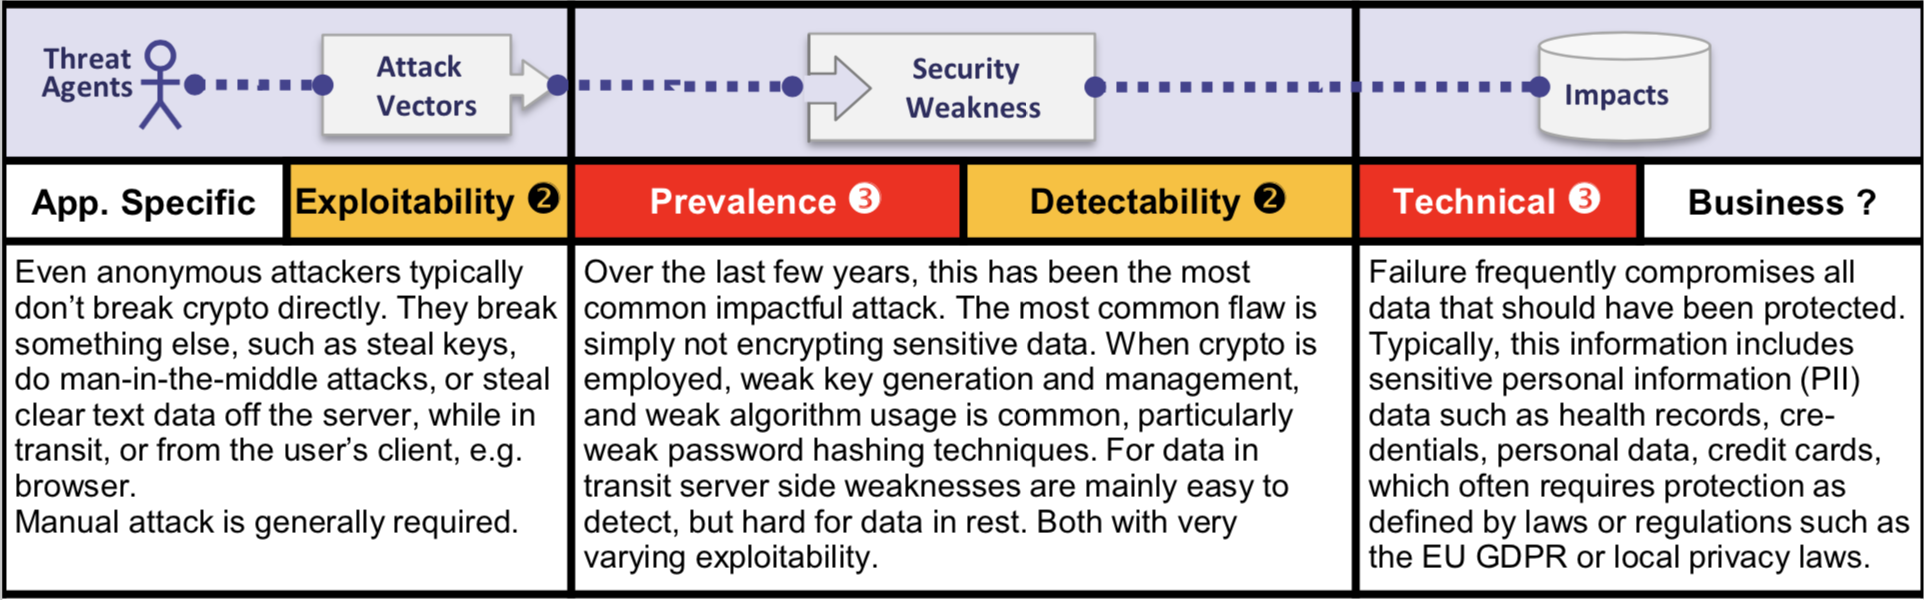 Threat
Agents
Attack
Vectors
Security
Weakness
Impacts
App. Specific
Exploitability ❷
Prevalence ❸
Detectability ❷
Technical ❸
Business ?
Even anonymous attackers typically
don’t break crypto directly. They break
something else, such as steal keys,
do man-in-the-middle attacks, or steal
clear text data off the server, while in
transit, or from the user’s client, e.g.
browser.
Manual attack is generally required.
Over the last few years, this has been the most
common impactful attack. The most common flaw is
simply not encrypting sensitive data. When crypto is
employed, weak key generation and management,
and weak algorithm usage is common, particularly
weak password hashing techniques. For data in
transit server side weaknesses are mainly easy to
detect, but hard for data in rest. Both with very
varying exploitability.
Failure frequently compromises all
data that should have been protected.
Typically, this information includes
sensitive personal information (PII)
data such as health records, cre-
dentials, personal data, credit cards,
which often requires protection as
defined by laws or regulations such as
the EU GDPR or local privacy laws.